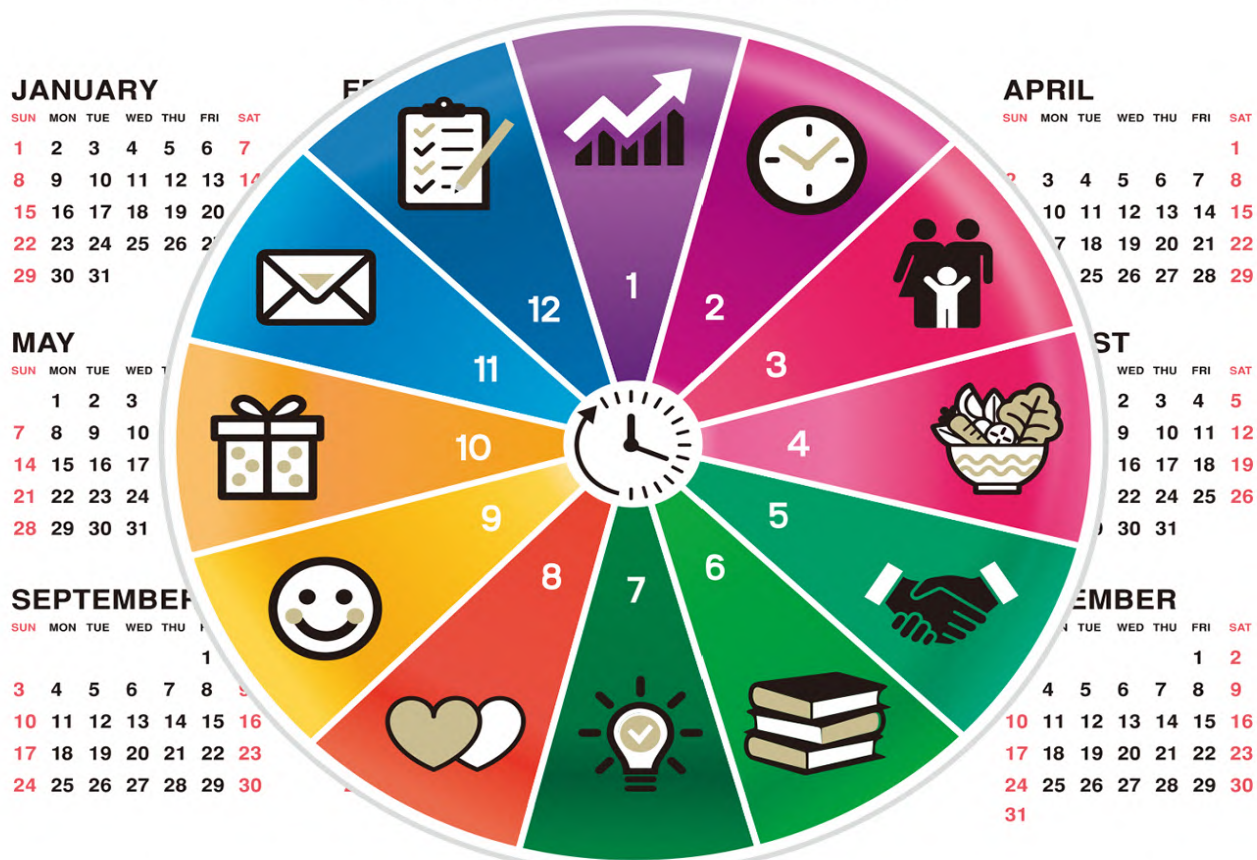 JANUARY
SUN MON TUE WED THU FRI SAT
1 2 3 4 5 6 7
8 9 10 11 12 13 14
15 16 17 18 19 20
22 23 24 25 26
29 30 31
APRIL
SUN MON TUE WED THU FRI SAT
1
3 4 5 6 7 8
10 11 12 13 14 15
18 19 20 21 22
25 26 27 28 29
MAY
SUN MON TUE WED
1 2 3
7 8 9 10
14 15 16 17
21 22 23 24
28 29 30 31
ST
WED THU FRI SAT
2 3 4 5
9 10 11 12
16 17 18 19
22 24 25 26
30 31
SEPTEMBER
SUN MON TUE WED THU
1
3 4 5 6 7 8 9
10 11 12 13 14 15 16
17 18 19 20 21 22 23
24 25 26 27 28 29 30
EMBER
TUE WED THU FRI SAT
1 2
4 5 6 7 8 9
10 11 12 13 14 15 16
17 18 19 20 21 22 23
24 25 26 27 28 29 30
31
1
2
3
4
5
6
7
8
9
10
11
12